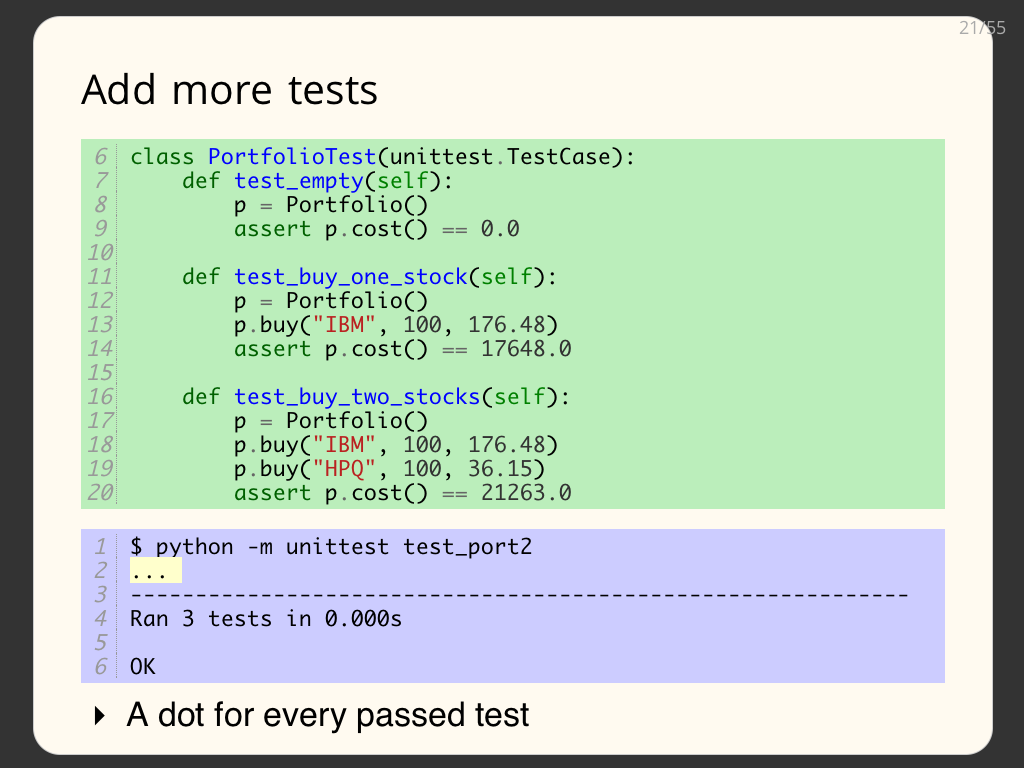 21/55
Add more tests
6 class PortfolioTest(unittest.TestCase):
7     def test_empty(self):
8         p = Portfolio()
9         assert p.cost() == 0.0
10
11     def test_buy_one_stock(self):
12         p = Portfolio()
13         p.buy("IBM", 100, 176.48)
14         assert p.cost() == 17648.0
15
16     def test_buy_two_stocks(self):
17         p = Portfolio()
18         p.buy("IBM", 100, 176.48)
19         p.buy("HPQ", 100, 36.15)
20         assert p.cost() == 21263.0
1 $ python -m unittest test_port2
2 ...
3 ------------------------------------------------------------
4 Ran 3 tests in 0.000s
5
6 OK
‣ A dot for every passed test